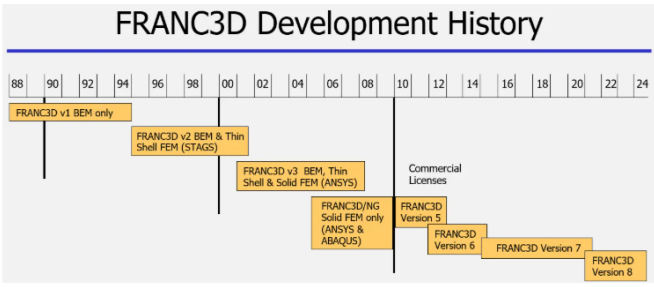 FRANC3D Development History
88 90 92 94 96 98 00 02 04 06 08 10 12 14 16 18 20 22 24
FRANC3D v1 BEM only
FRANC3D v2 BEM & Thin
Shell FEM (STAGS)
FRANC3D v3 BEM, Thin
Shell & Solid FEM (ANSYS)
Commercial
Licenses
FRANC3D/NG
Solid FEM only
(ANSYS &
ABAQUS)
FRANC3D
Version 5
FRANC3D
Version 6
FRANC3D Version 7
FRANC3D
Version 8